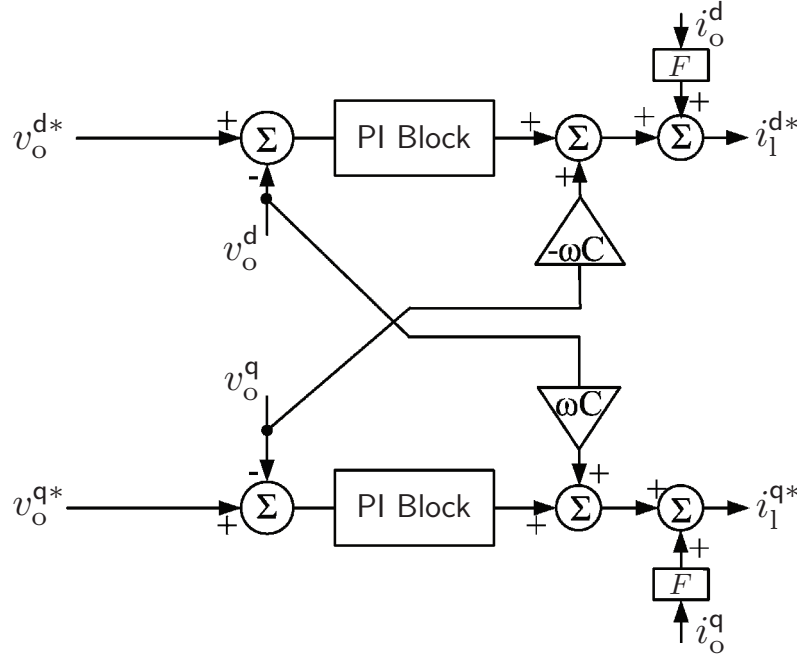 i_o^d
F
+
v_o^{d*} + Σ PI Block + Σ + Σ i_l^{d*}
- +
v_o^d
-ωC
v_o^q
ωC
- +
v_o^{q*} + Σ PI Block + Σ + Σ i_l^{q*}
+
F
i_o^q